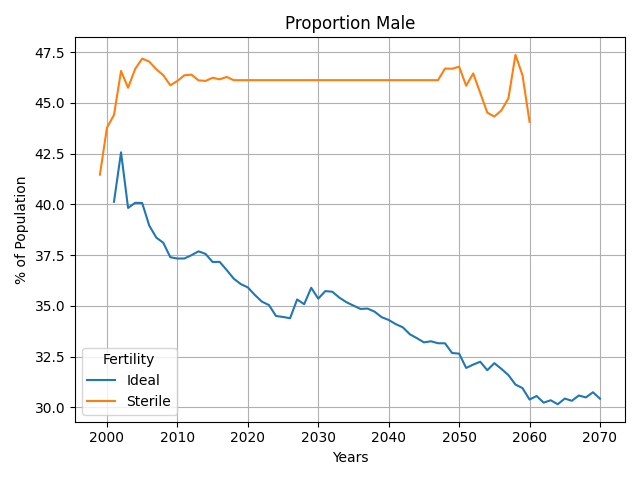 Proportion Male
% of Population
47.5
45.0
42.5
40.0
37.5
35.0
32.5
30.0
Fertility
Ideal
Sterile
2000 2010 2020 2030 2040 2050 2060 2070
Years